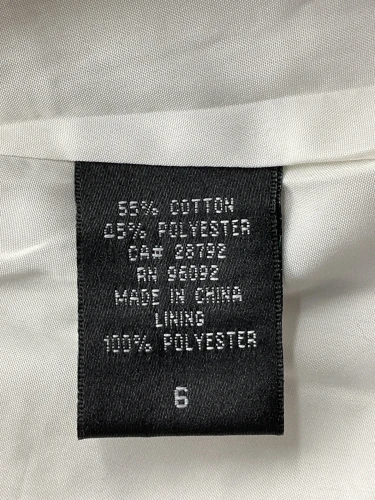 55% COTTON
45% POLYESTER
CA# 28792
RN 96092
MADE IN CHINA
LINING
100% POLYESTER
6